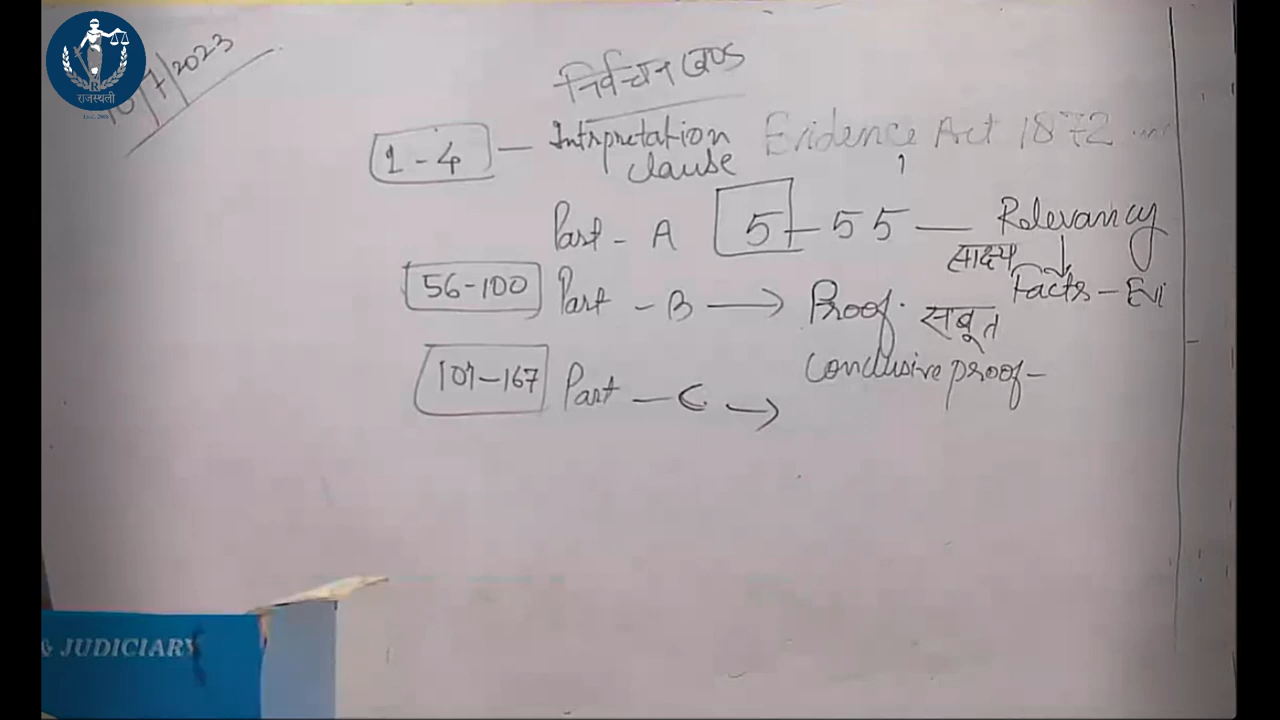 राजस्थली
10/7/2023
निर्वचन खण्ड
1-4 — Intrpretation clause
Evidence Act 1872
Part - A 5-55 — Relevancy
साक्ष्य Facts - Evi
56-100 Part - B → Proof. सबूत
Conclusive proof-
101-167 Part - C →
& JUDICIARY